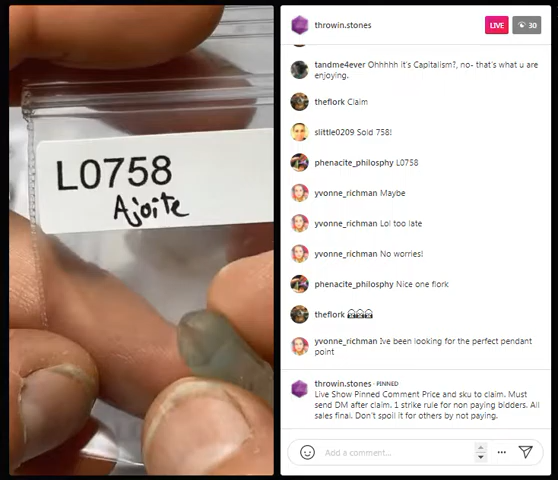 L0758
Ajoite
throwin.stones
LIVE
30
tandme4ever Ohhhhh it's Capitalism?, no- that's what u are
enjoying.
theflork Claim
slittle0209 Sold 758!
phenacite_philosphy L0758
yvonne_richman Maybe
yvonne_richman Lol too late
yvonne_richman No worries!
phenacite_philosphy Nice one flork
theflork
yvonne_richman Ive been looking for the perfect pendant
point
throwin.stones · PINNED
Live Show Pinned Comment Price and sku to claim. Must
send DM after claim. 1 strike rule for non paying bidders. All
sales final. Don't spoil it for others by not paying.
Add a comment...